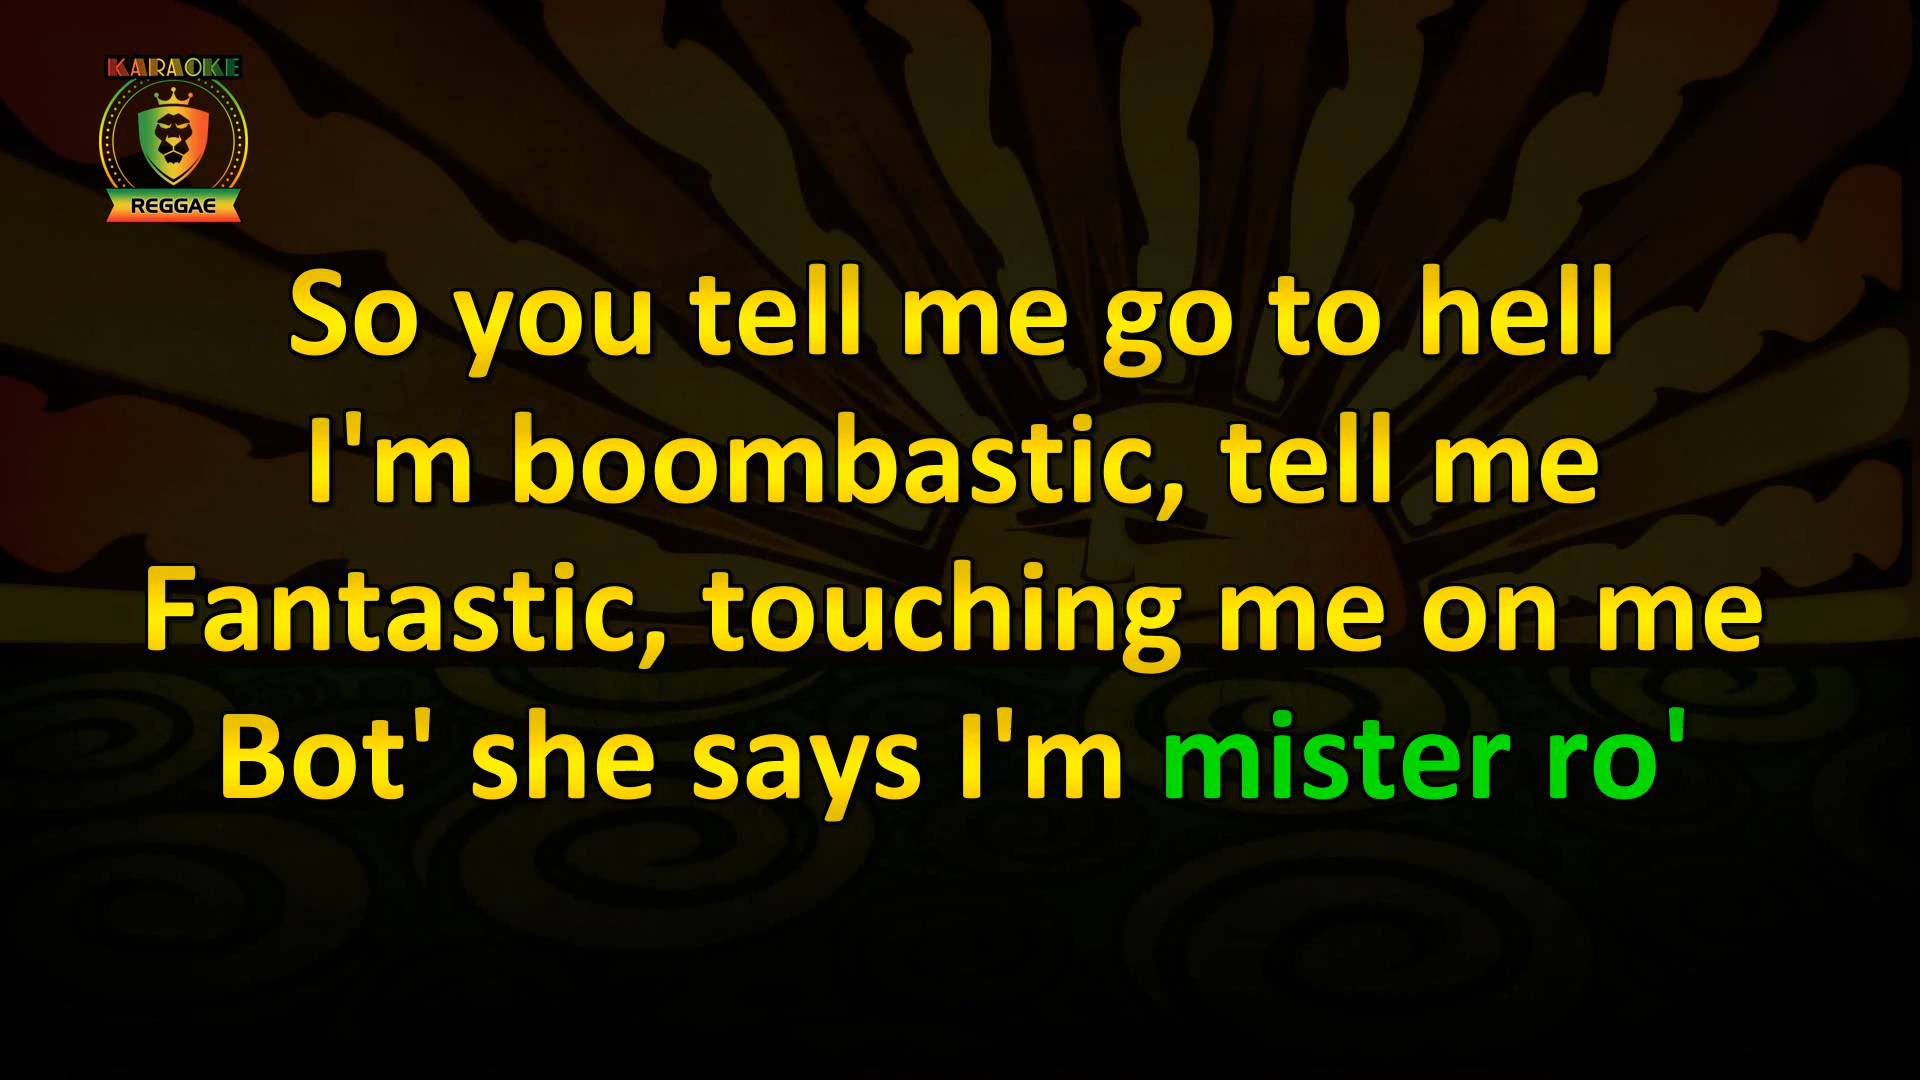 KARAOKE
REGGAE
So you tell me go to hell
I'm boombastic, tell me
Fantastic, touching me on me
Bot' she says I'm mister ro'